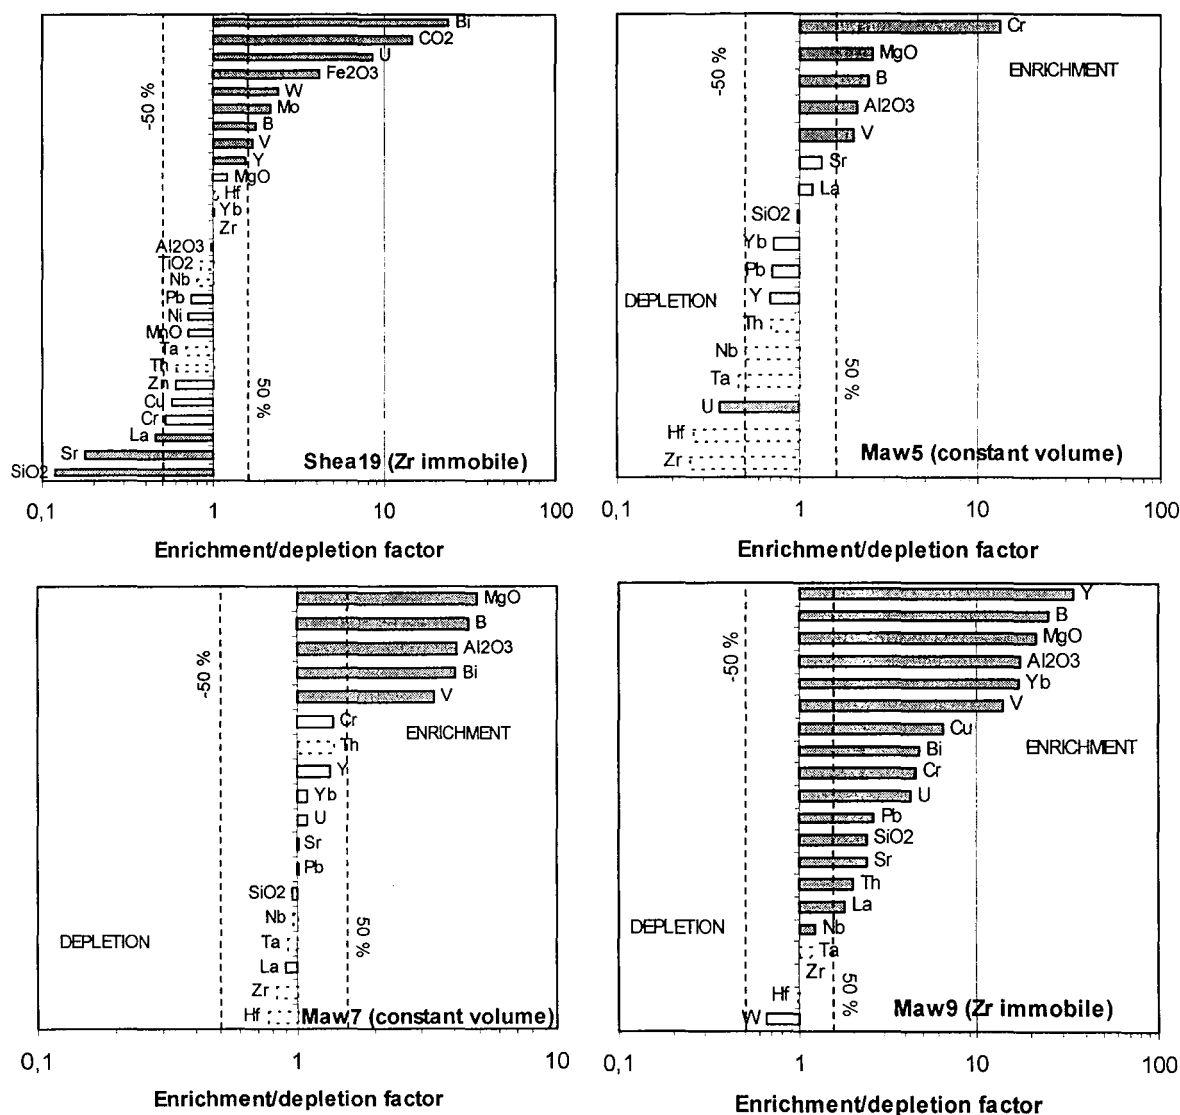 Bi
CO2
U
Fe2O3
W
Mo
B
V
Y
MgO
Hf
Yb
Zr
Al2O3
TiO2
Nb
Pb
Ni
MnO
Ta
Th
Zn
Cu
Cr
La
Sr
SiO2
-50 %
50 %
Shea19 (Zr immobile)
0,1 1 10 100
Enrichment/depletion factor
Cr
MgO
B
Al2O3
V
Sr
La
SiO2
Yb
Pb
Y
Th
Nb
Ta
U
Hf
Zr
-50 %
ENRICHMENT
DEPLETION
50 %
Maw5 (constant volume)
0,1 1 10 100
Enrichment/depletion factor
MgO
B
Al2O3
Bi
V
Cr
Th
Y
Yb
U
Sr
Pb
SiO2
Nb
Ta
La
Zr
Hf
-50 %
ENRICHMENT
DEPLETION
50 %
Maw7 (constant volume)
0,1 1 10
Enrichment/depletion factor
Y
B
MgO
Al2O3
Yb
V
Cu
Bi
Cr
U
Pb
SiO2
Sr
Th
La
Nb
Ta
Zr
Hf
W
-50 %
ENRICHMENT
DEPLETION
50 %
Maw9 (Zr immobile)
0,1 1 10 100
Enrichment/depletion factor